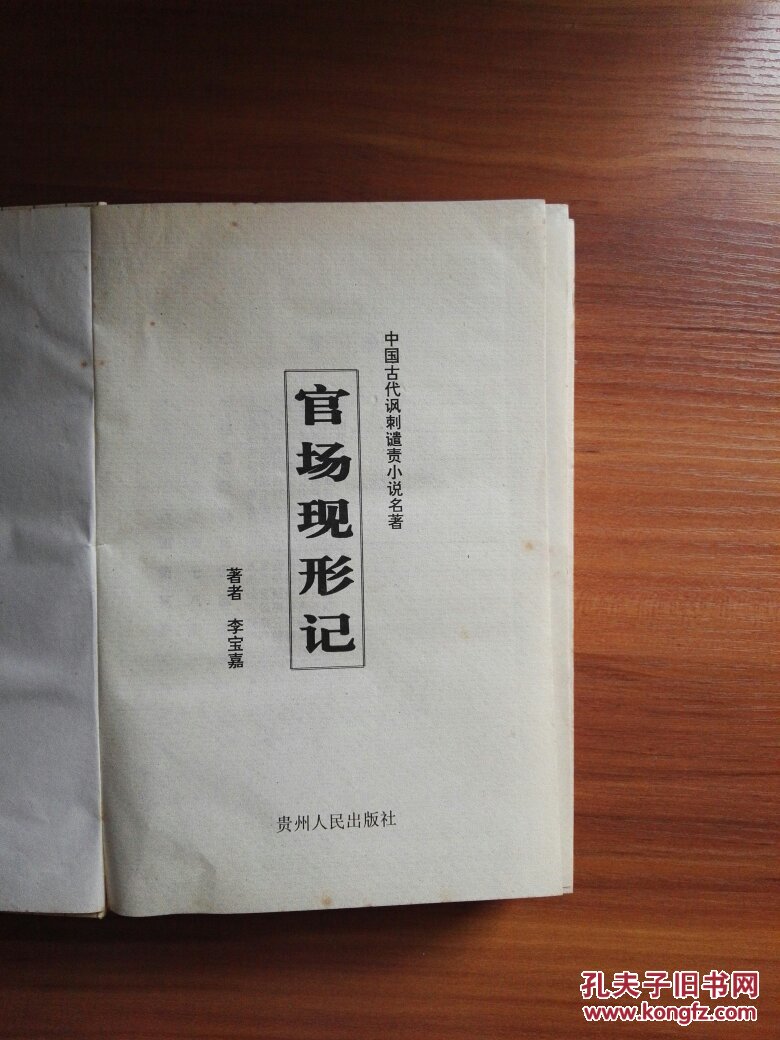 中国古代讽刺谴责小说名著
官场现形记
著者 李宝嘉
贵州人民出版社
孔夫子旧书网
www.kongfz.com